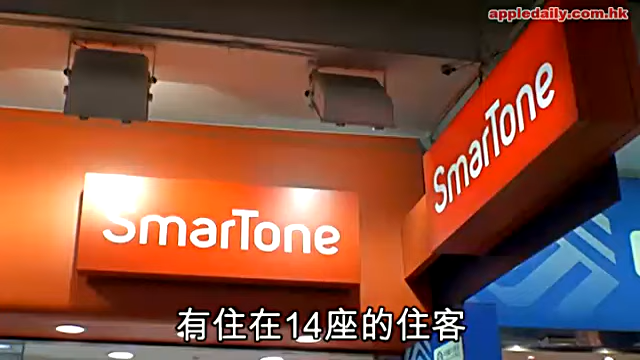 appledaily.com.hk
SmarTone
SmarTone
有住在14座的住客